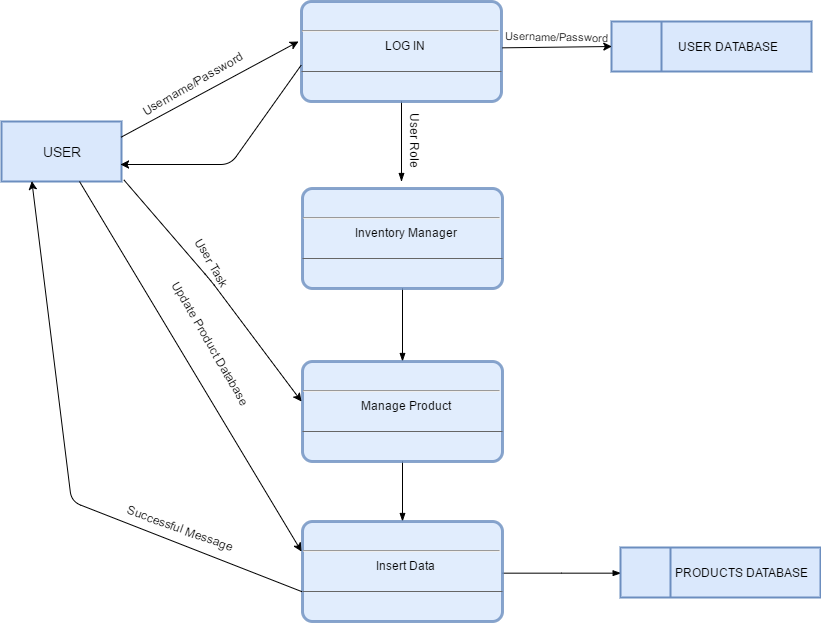 LOG IN
Username/Password
USER DATABASE
Username/Password
USER
User Role
Inventory Manager
User Task
Update Product Database
Manage Product
Successful Message
Insert Data
PRODUCTS DATABASE